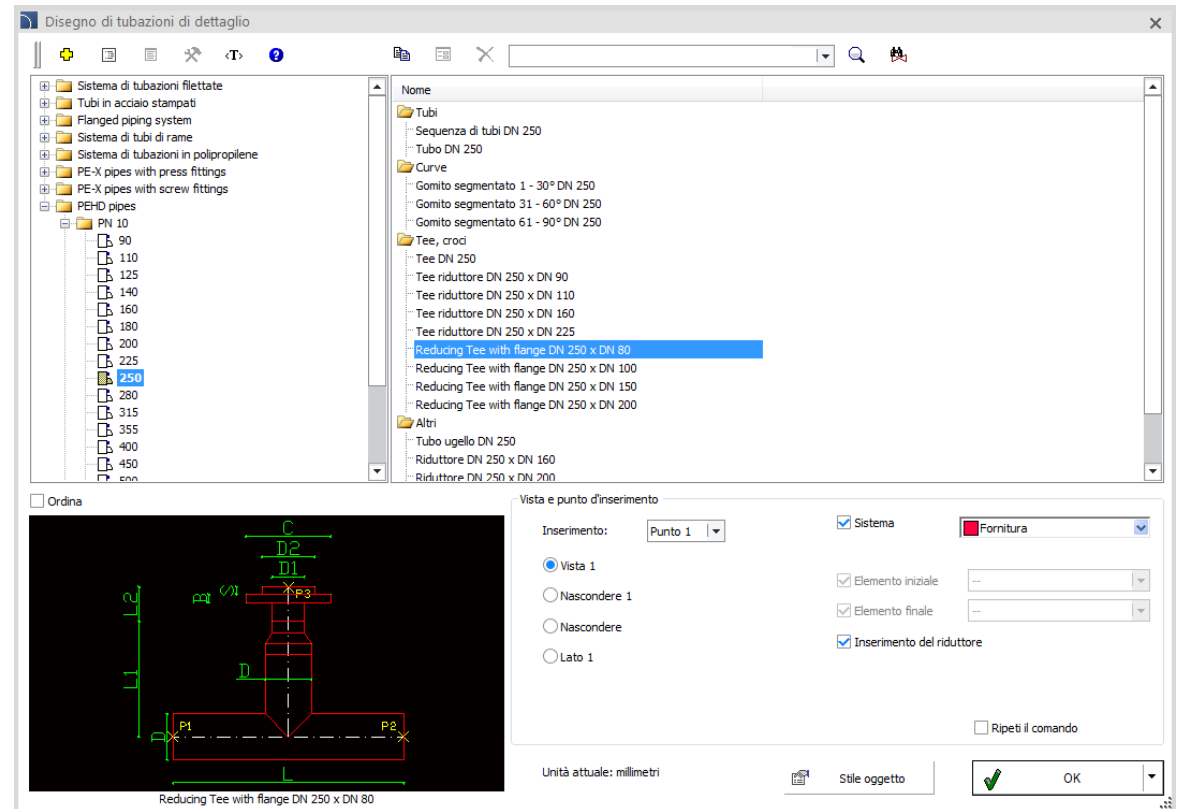 Disegno di tubazioni di dettaglio
<T>
?
Sistema di tubazioni filettate
Tubi in acciaio stampati
Flanged piping system
Sistema di tubi di rame
Sistema di tubazioni in polipropilene
PE-X pipes with press fittings
PE-X pipes with screw fittings
PEHD pipes
PN 10
90
110
125
140
160
180
200
225
250
280
315
355
400
450
500
Nome
Tubi
Sequenza di tubi DN 250
Tubo DN 250
Curve
Gomito segmentato 1 - 30° DN 250
Gomito segmentato 31 - 60° DN 250
Gomito segmentato 61 - 90° DN 250
Tee, croci
Tee DN 250
Tee riduttore DN 250 x DN 90
Tee riduttore DN 250 x DN 110
Tee riduttore DN 250 x DN 160
Tee riduttore DN 250 x DN 225
Reducing Tee with flange DN 250 x DN 80
Reducing Tee with flange DN 250 x DN 100
Reducing Tee with flange DN 250 x DN 150
Reducing Tee with flange DN 250 x DN 200
Altri
Tubo ugello DN 250
Riduttore DN 250 x DN 160
Riduttore DN 250 x DN 200
Ordina
C
D2
D1
L2
B
S
P3
L1
D
P1
P2
D
L
Reducing Tee with flange DN 250 x DN 80
Vista e punto d'inserimento
Inserimento:
Punto 1
Vista 1
Nascondere 1
Nascondere
Lato 1
Sistema
Fornitura
Elemento iniziale
--
Elemento finale
--
Inserimento del riduttore
Ripeti il comando
Unità attuale: millimetri
Stile oggetto
OK